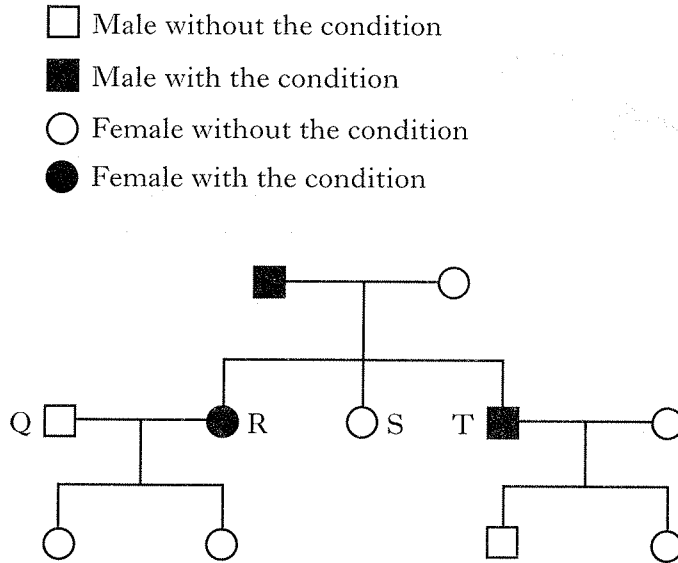 Male without the condition
Male with the condition
Female without the condition
Female with the condition
Q R S T